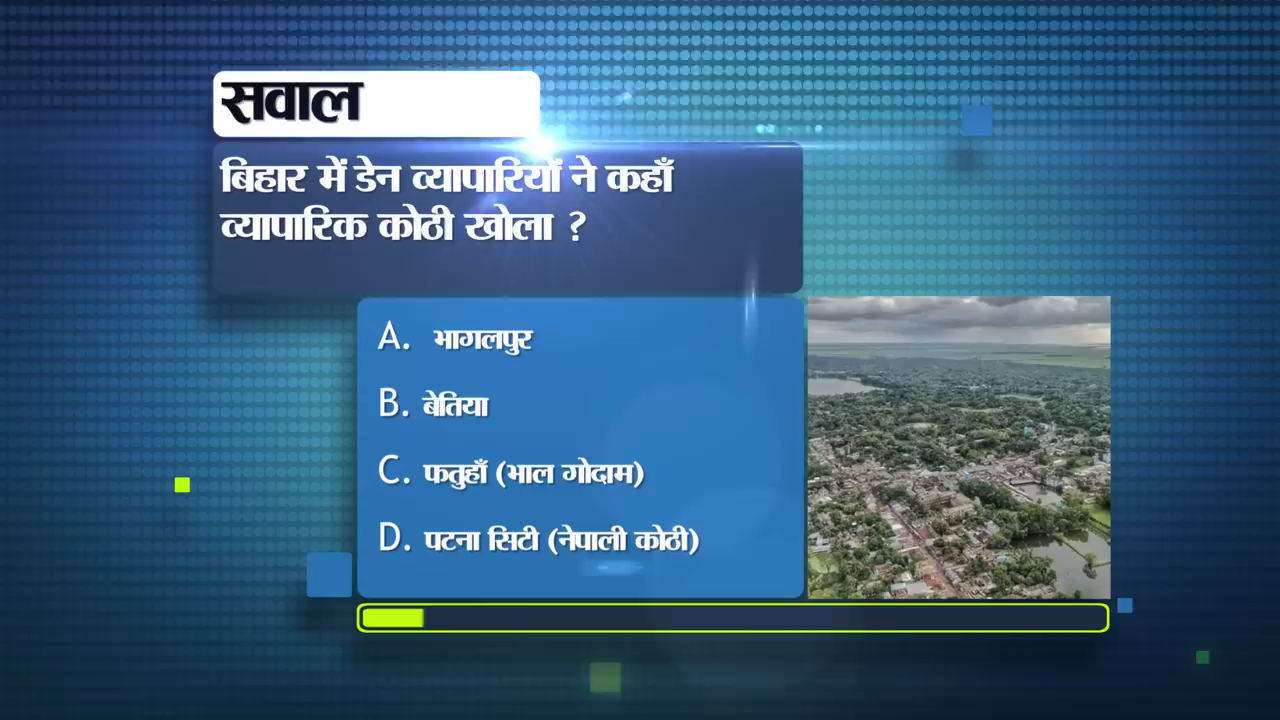 सवाल
बिहार में डेन व्यापारियों ने कहाँ
व्यापारिक कोठी खोला ?
A. भागलपुर
B. बेतिया
C. फतुहाँ (भाल गोदाम)
D. पटना सिटी (नेपाली कोठी)